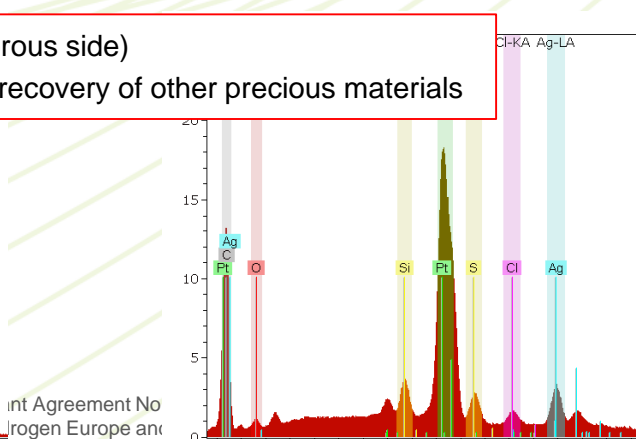 rous side)
recovery of other precious materials
Cl-KA Ag-LA
20
15
Ag
C
Pt O Si Pt S Cl Ag
10
5
0
nt Agreement No
rogen Europe and